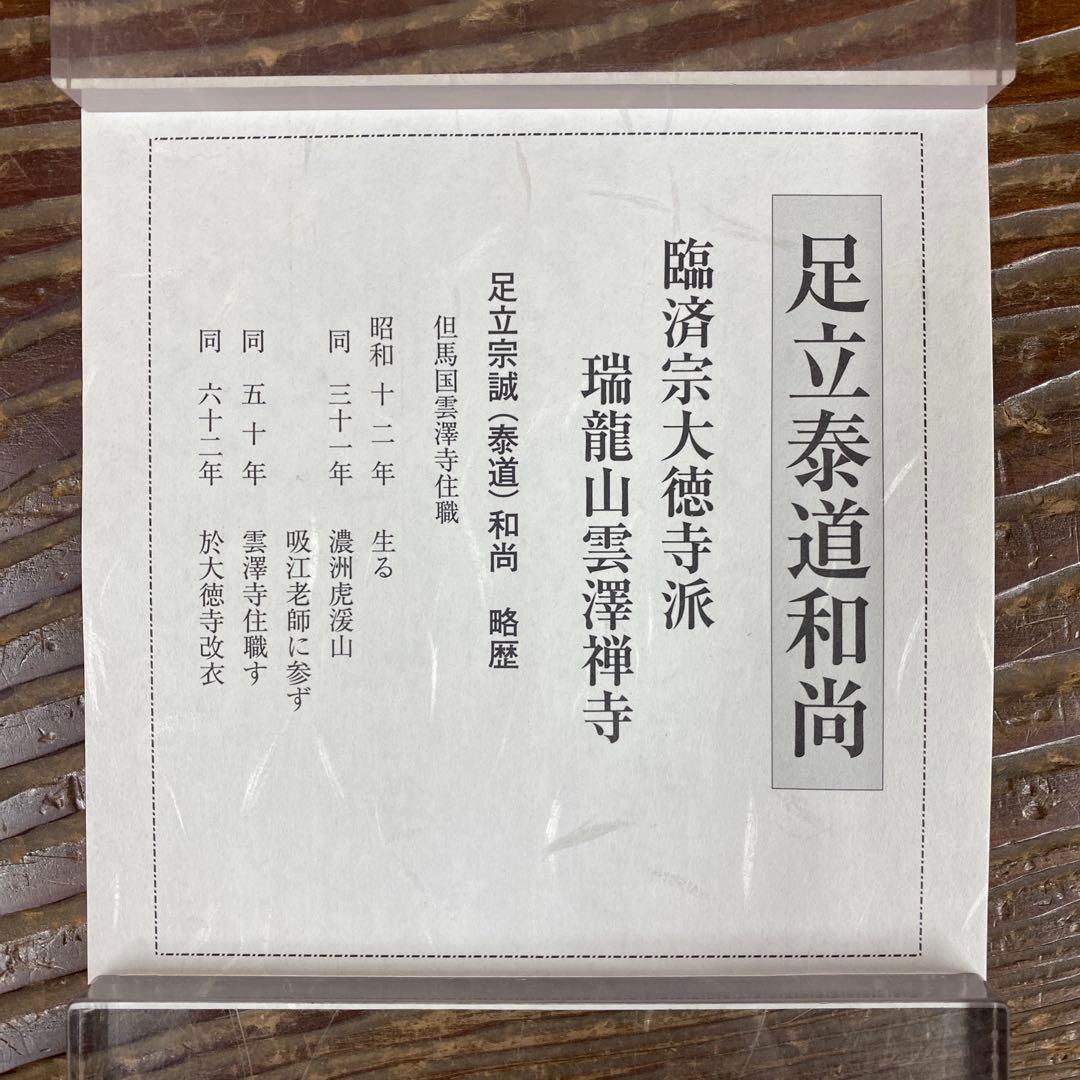 足立泰道和尚
臨済宗大徳寺派
瑞龍山雲澤禅寺
足立宗誠(泰道)和尚 略歴
但馬国雲澤寺住職
昭和 十二年 生る
同 三十一年 濃洲虎渓山
吸江老師に参ず
同 五十年 雲澤寺住職す
同 六十二年 於大徳寺改衣